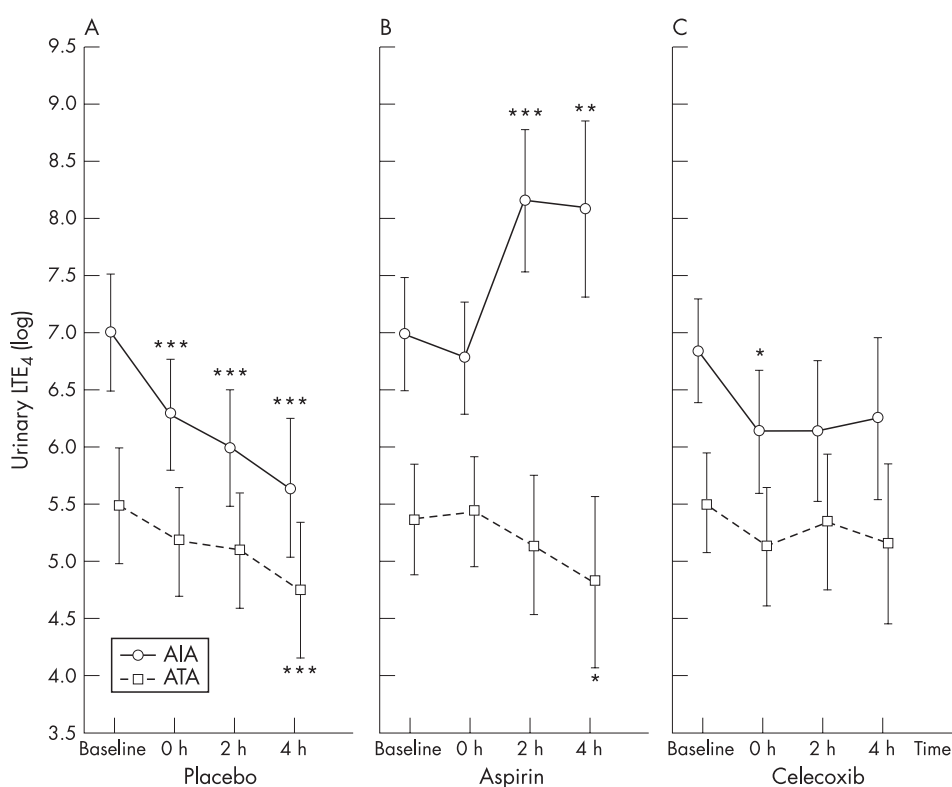 A
B
C
9.5
9.0
8.5
8.0
7.5
7.0
6.5
6.0
5.5
5.0
4.5
4.0
3.5
Urinary LTE4 (log)
***
***
***
***
AIA
ATA
***
**
*
*
Baseline 0 h 2 h 4 h
Baseline 0 h 2 h 4 h
Baseline 0 h 2 h 4 h Time
Placebo
Aspirin
Celecoxib